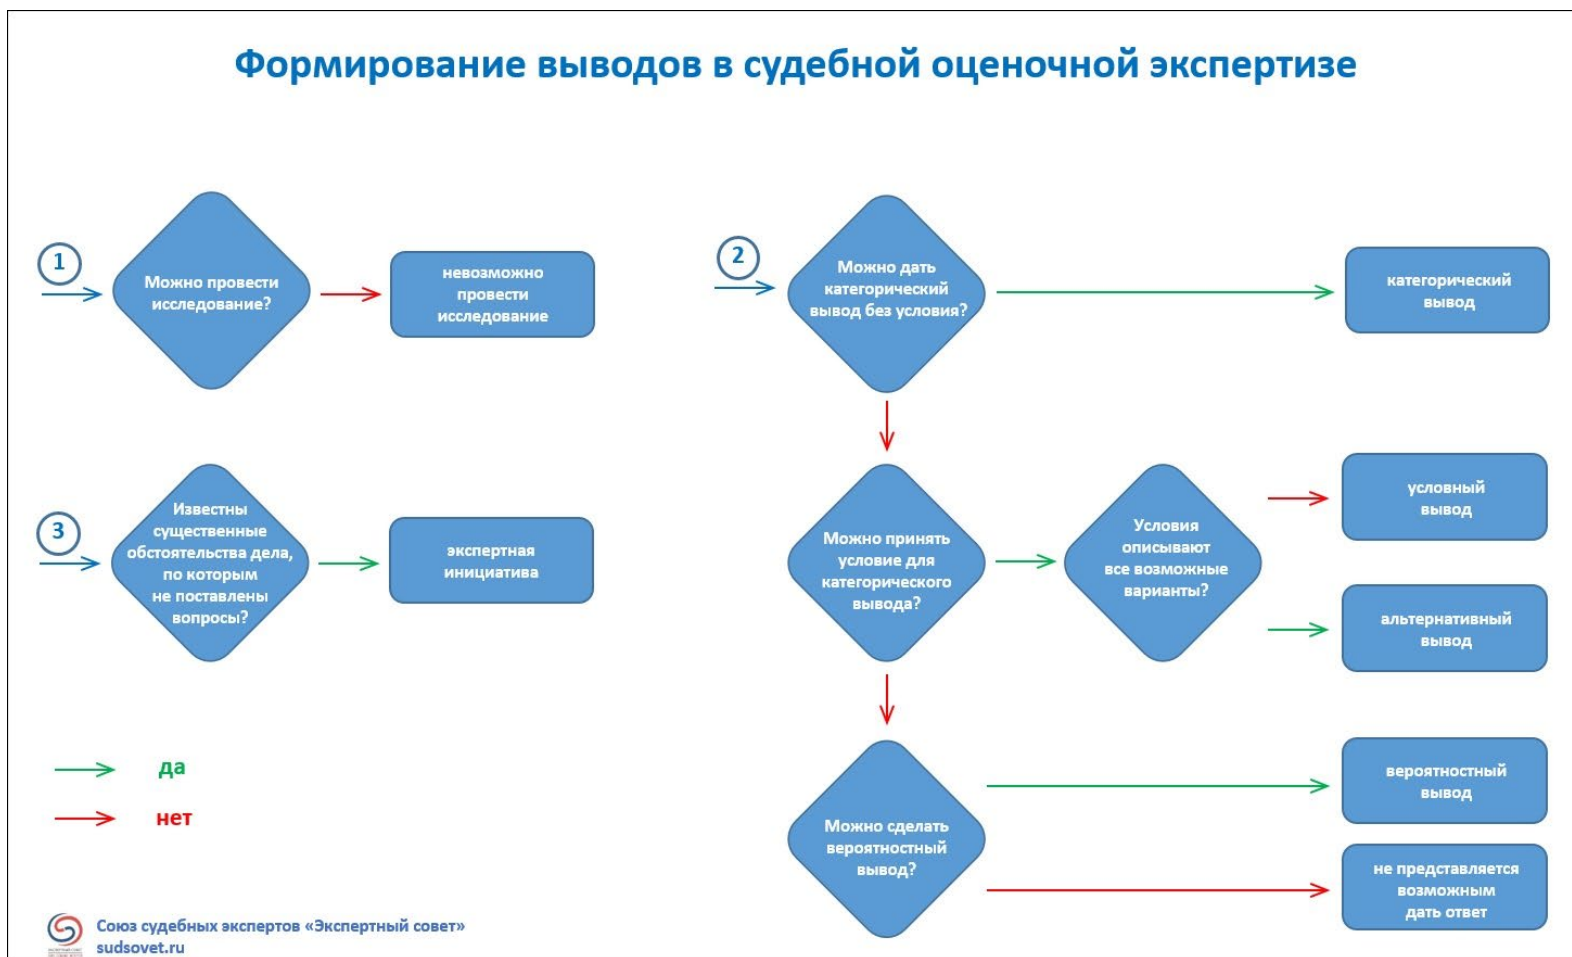 Формирование выводов в судебной оценочной экспертизе
1
Можно провести
исследование?
невозможно
провести
исследование
2
Можно дать
категорический
вывод без условия?
категорический
вывод
3
Известны
существенные
обстоятельства дела,
по которым
не поставлены
вопросы?
экспертная
инициатива
Можно принять
условие для
категорического
вывода?
Условия
описывают
все возможные
варианты?
условный
вывод
альтернативный
вывод
да
нет
Можно сделать
вероятностный
вывод?
вероятностный
вывод
не представляется
возможным
дать ответ
Союз судебных экспертов «Экспертный совет»
sudsovet.ru